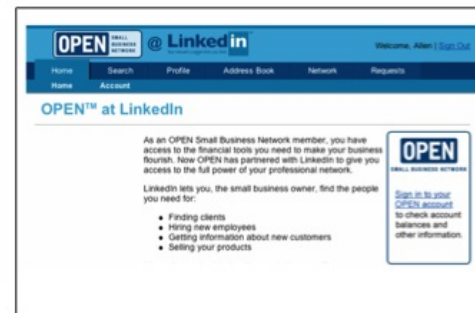 OPEN SMALL BUSINESS NETWORK @ Linked in
Welcome, Allen | Sign Out
Home Search Profile Address Book Network Requests
Home Account
OPEN™ at LinkedIn
As an OPEN Small Business Network member, you have
access to the financial tools you need to make your business
flourish. Now OPEN has partnered with LinkedIn to give you
access to the full power of your professional network.
LinkedIn lets you, the small business owner, find the people
you need for:
● Finding clients
● Hiring new employees
● Getting information about new customers
● Selling your products
OPEN
SMALL BUSINESS NETWORK
Sign in to your
OPEN account
to check account
balances and
other information.